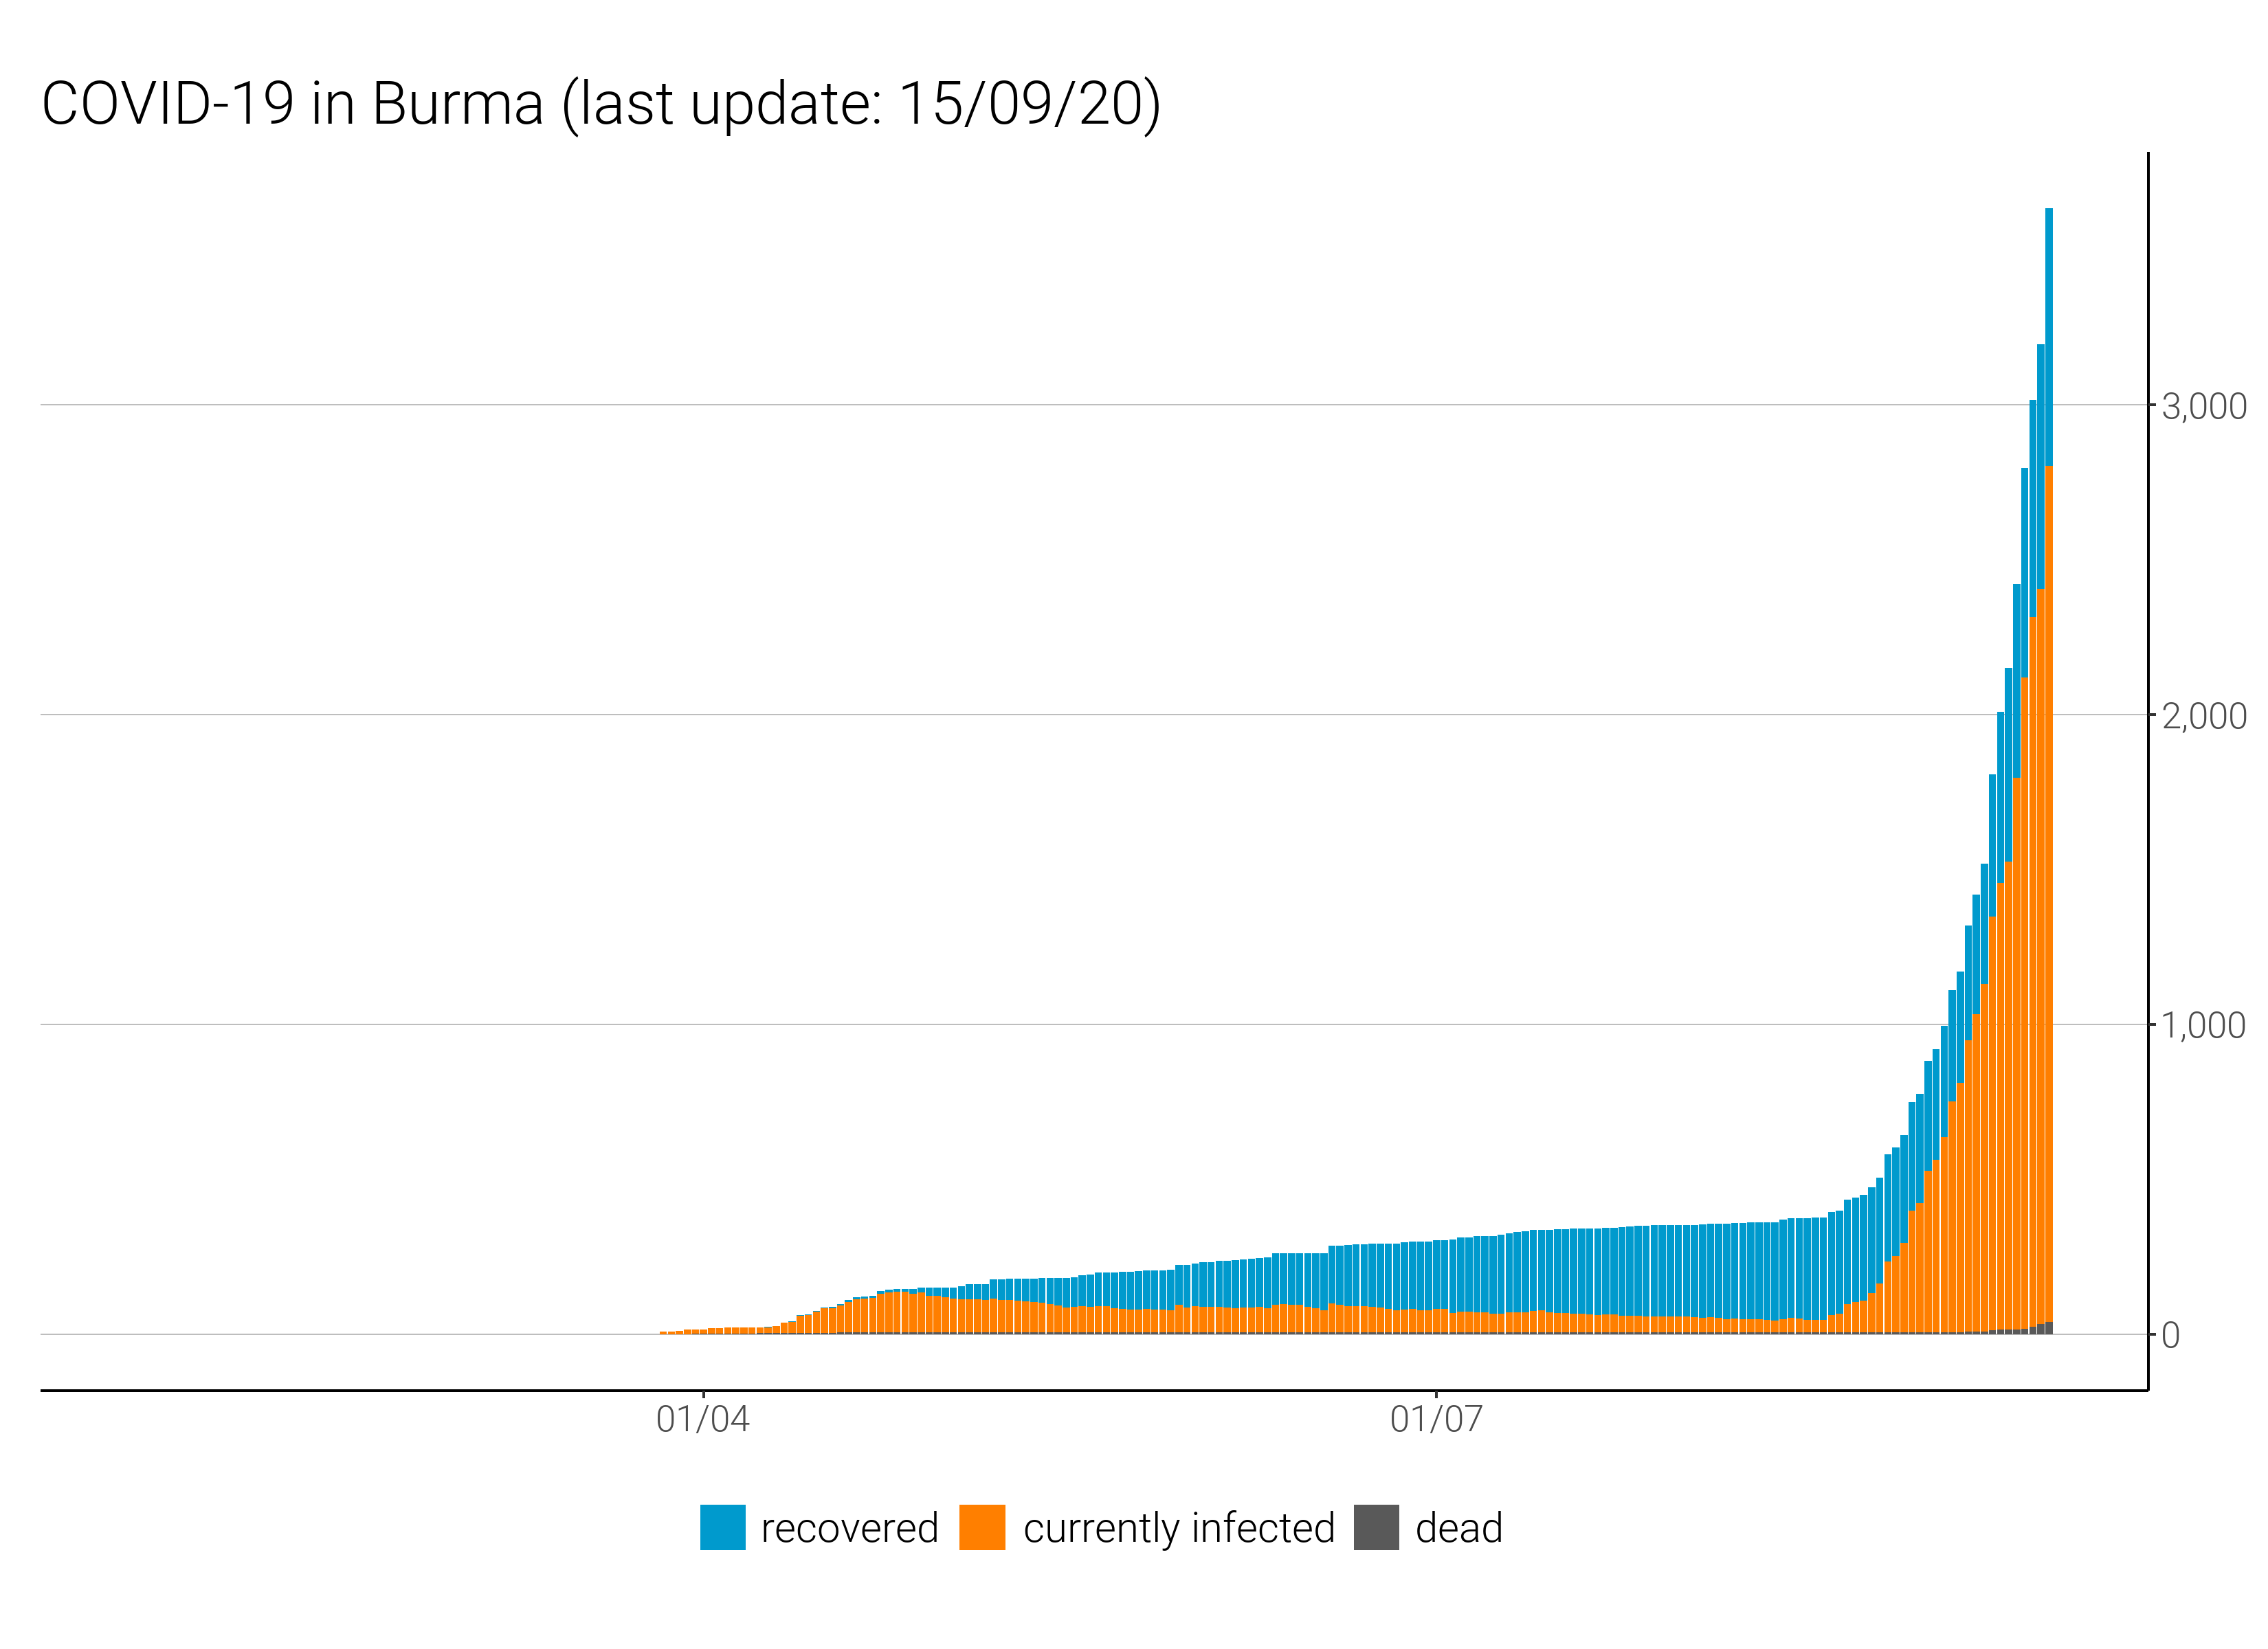 COVID-19 in Burma (last update: 15/09/20)
3,000
2,000
1,000
0
01/04 01/07
recovered currently infected dead